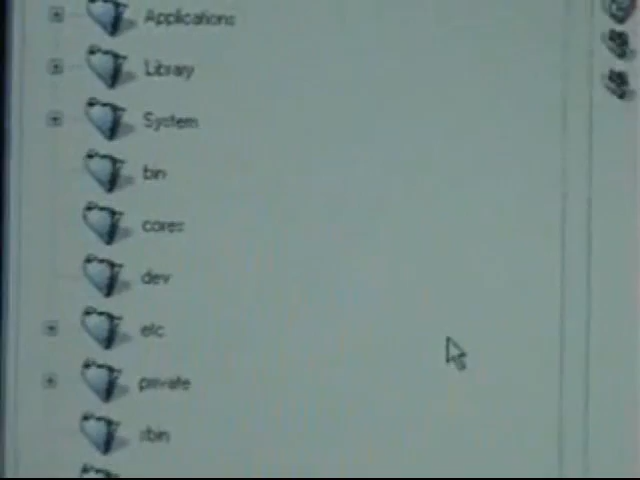 Applications
Library
System
bin
cores
dev
etc
private
sbin